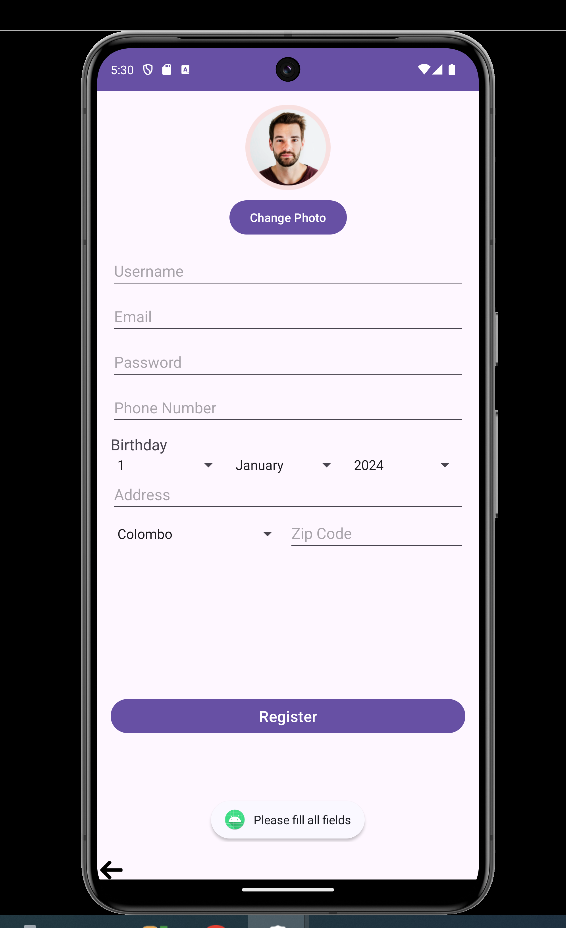 5:30
Change Photo
Username
Email
Password
Phone Number
Birthday
1 January 2024
Address
Colombo Zip Code
Register
Please fill all fields